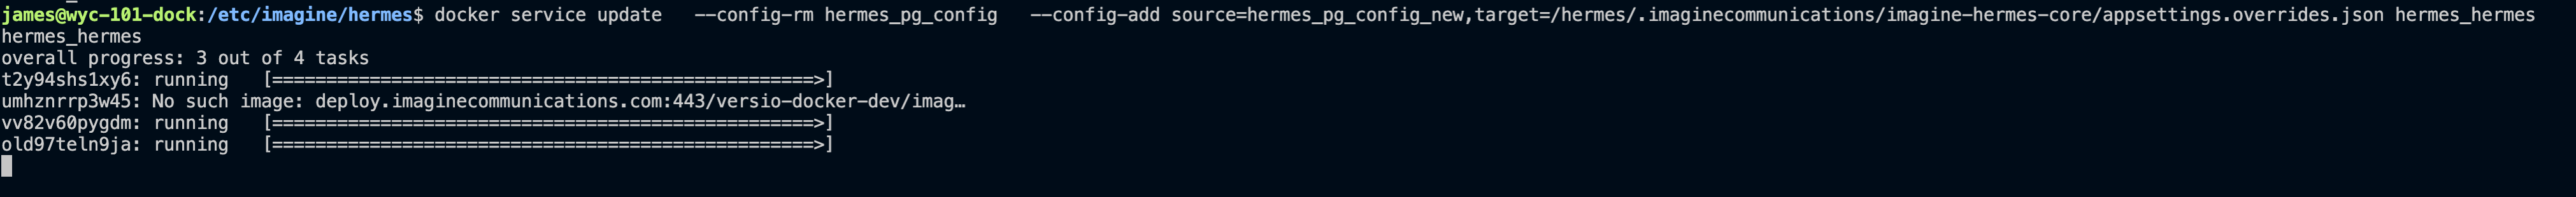 james@wyc-101-dock:/etc/imagine/hermes$ docker service update   --config-rm hermes_pg_config   --config-add source=hermes_pg_config_new,target=/hermes/.imaginecommunications/imagine-hermes-core/appsettings.overrides.json hermes_hermes
hermes_hermes
overall progress: 3 out of 4 tasks
t2y94shs1xy6: running   [==================================================>]
umhznrrp3w45: No such image: deploy.imaginecommunications.com:443/versio-docker-dev/imag…
vv82v60pygdm: running   [==================================================>]
old97teln9ja: running   [==================================================>]